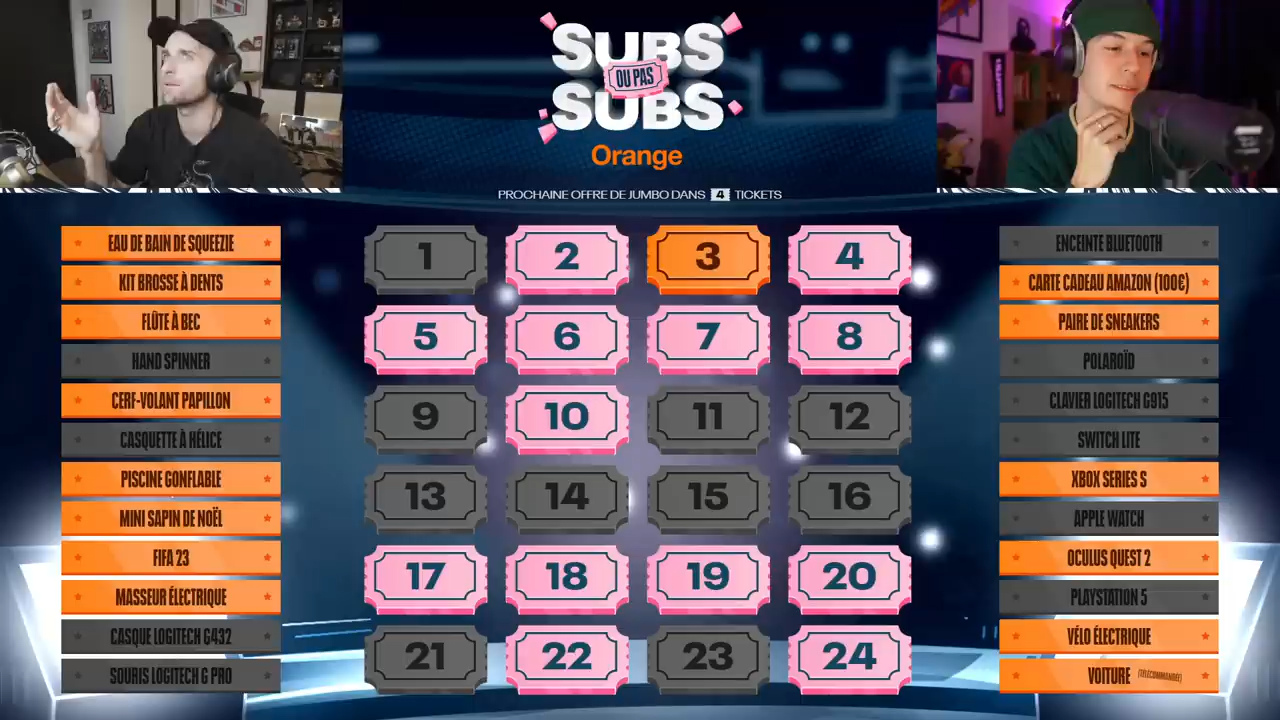 SUBS
OU PAS
SUBS
Orange
PROCHAINE OFFRE DE JUMBO DANS 4 TICKETS
EAU DE BAIN DE SQUEEZIE
KIT BROSSE À DENTS
FLÛTE À BEC
HAND SPINNER
CERF-VOLANT PAPILLON
CASQUETTE À HÉLICE
PISCINE GONFLABLE
MINI SAPIN DE NOËL
FIFA 23
MASSEUR ÉLECTRIQUE
CASQUE LOGITECH G432
SOURIS LOGITECH G PRO
1 2 3 4
5 6 7 8
9 10 11 12
13 14 15 16
17 18 19 20
21 22 23 24
ENCEINTE BLUETOOTH
CARTE CADEAU AMAZON (100€)
PAIRE DE SNEAKERS
POLAROÏD
CLAVIER LOGITECH G915
SWITCH LITE
XBOX SERIES S
APPLE WATCH
OCULUS QUEST 2
PLAYSTATION 5
VÉLO ÉLECTRIQUE
VOITURE (TÉLÉCOMMANDÉE)